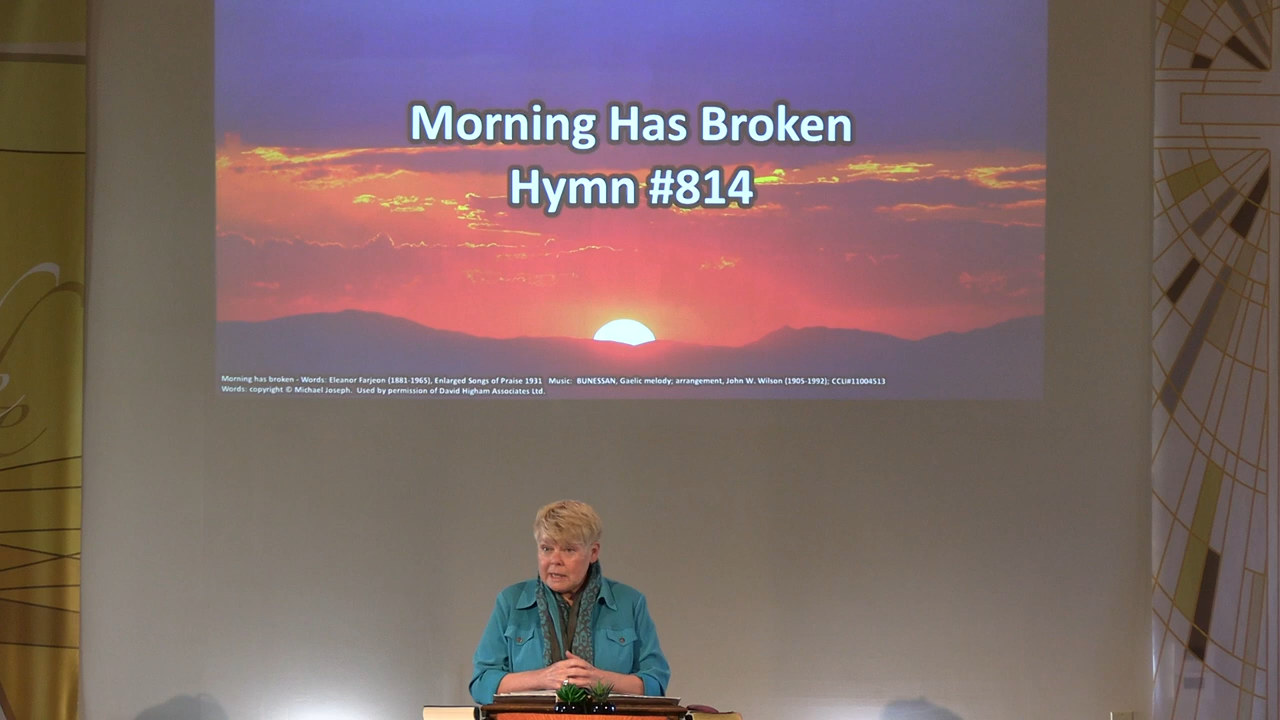 Morning Has Broken
Hymn #814
Morning has broken - Words: Eleanor Farjeon (1881-1965), Enlarged Songs of Praise 1931 Music: BUNESSAN, Gaelic melody; arrangement, John W. Wilson (1905-1992); CCLI#11004513
Words: copyright © Michael Joseph. Used by permission of David Higham Associates Ltd.